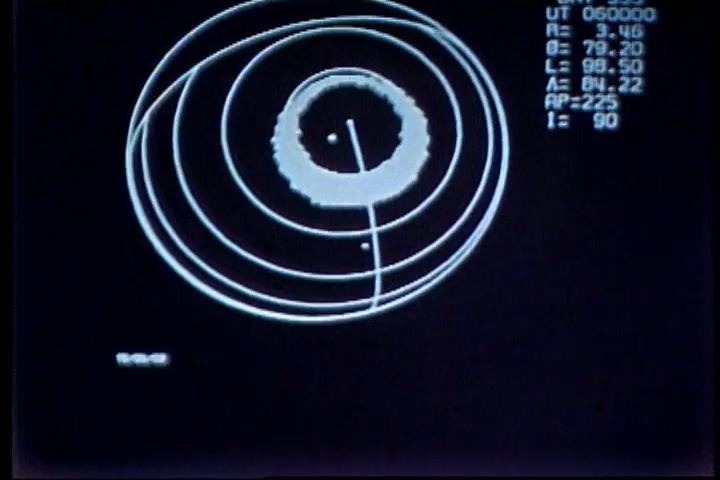 UT 060000
R= 3.46
θ= 79.20
L= 98.50
Λ= 84.22
AP=225
I= 90